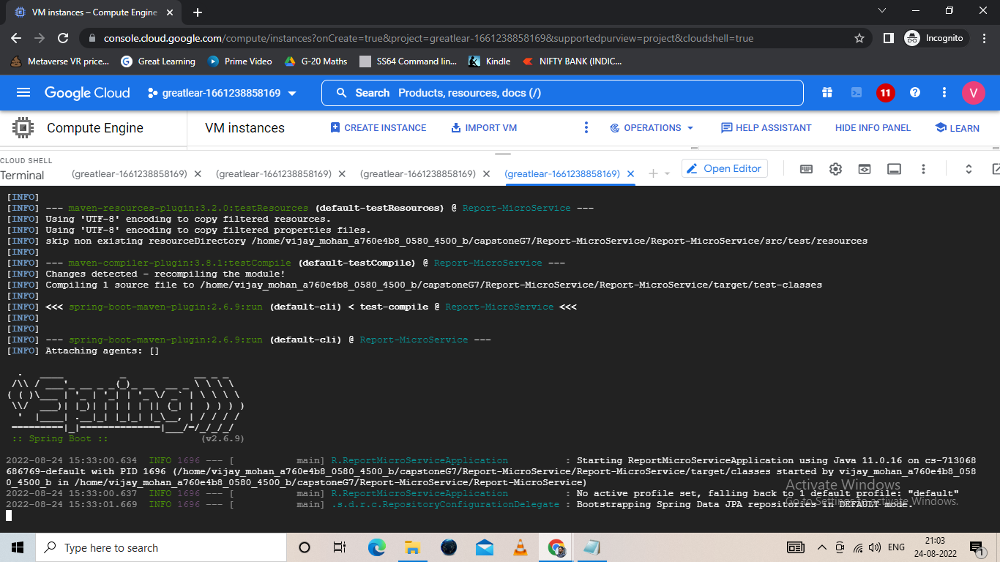 VM instances – Compute Engine
console.cloud.google.com/compute/instances?onCreate=true&project=greatlear-1661238858169&supportedpurview=project&cloudshell=true
Incognito
Metaverse VR price...
Great Learning
Prime Video
G-20 Maths
SS64 Command lin...
Kindle
NIFTY BANK (INDIC...
Google Cloud
greatlear-1661238858169
Search Products, resources, docs (/)
11
V
Compute Engine
VM instances
CREATE INSTANCE
IMPORT VM
OPERATIONS
HELP ASSISTANT
HIDE INFO PANEL
LEARN
CLOUD SHELL
Terminal
(greatlear-1661238858169)
(greatlear-1661238858169)
(greatlear-1661238858169)
(greatlear-1661238858169)
Open Editor
[INFO]
[INFO] --- maven-resources-plugin:3.2.0:testResources (default-testResources) @ Report-MicroService ---
[INFO] Using 'UTF-8' encoding to copy filtered resources.
[INFO] Using 'UTF-8' encoding to copy filtered properties files.
[INFO] skip non existing resourceDirectory /home/vijay_mohan_a760e4b8_0580_4500_b/capstoneG7/Report-MicroService/Report-MicroService/src/test/resources
[INFO]
[INFO] --- maven-compiler-plugin:3.8.1:testCompile (default-testCompile) @ Report-MicroService ---
[INFO] Changes detected - recompiling the module!
[INFO] Compiling 1 source file to /home/vijay_mohan_a760e4b8_0580_4500_b/capstoneG7/Report-MicroService/Report-MicroService/target/test-classes
[INFO]
[INFO] <<< spring-boot-maven-plugin:2.6.9:run (default-cli) < test-compile @ Report-MicroService <<<
[INFO]
[INFO]
[INFO] --- spring-boot-maven-plugin:2.6.9:run (default-cli) @ Report-MicroService ---
[INFO] Attaching agents: []
Spring
:: Spring Boot :: (v2.6.9)
2022-08-24 15:33:00.634 INFO 1696 --- [ main] R.ReportMicroServiceApplication : Starting ReportMicroServiceApplication using Java 11.0.16 on cs-713068
686769-default with PID 1696 (/home/vijay_mohan_a760e4b8_0580_4500_b/capstoneG7/Report-MicroService/Report-MicroService/target/classes started by vijay_mohan_a760e4b8_058
0_4500_b in /home/vijay_mohan_a760e4b8_0580_4500_b/capstoneG7/Report-MicroService/Report-MicroService)
2022-08-24 15:33:00.637 INFO 1696 --- [ main] R.ReportMicroServiceApplication : No active profile set, falling back to 1 default profile: "default"
2022-08-24 15:33:01.669 INFO 1696 --- [ main] .s.d.r.c.RepositoryConfigurationDelegate : Bootstrapping Spring Data JPA repositories in DEFAULT mode.
Activate Windows
Go to Settings to activate Windows.
Type here to search
ENG
21:03
24-08-2022
1